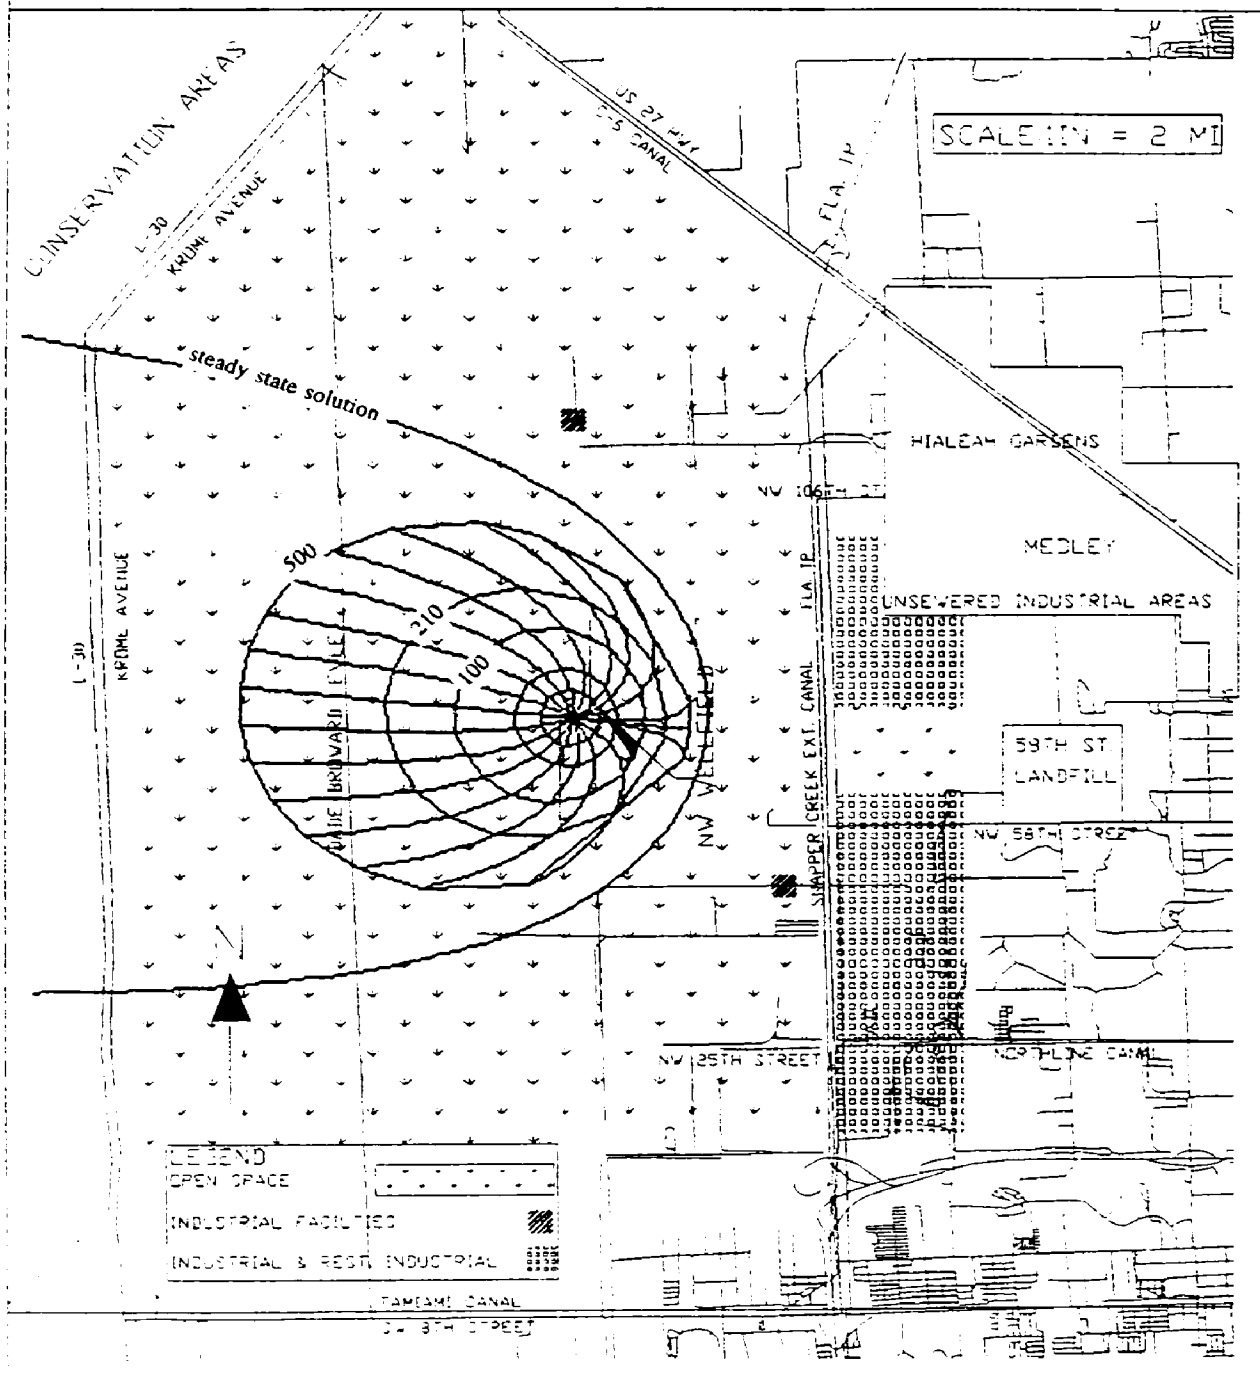 CONSERVATION AREAS
L-30
KROME AVENUE
US 27 HWY
C-6 CANAL
FLA. TP
SCALE 1IN = 2 MI
steady state solution
HIALEAH GARDENS
NW 106TH ST
MEDLEY
UNSEWERED INDUSTRIAL AREAS
500
210
100
L-30
KROME AVENUE
DADE BROWARD LEVEE
NW WELLFIELD
SNAPPER CREEK EXT. CANAL
FLA. TP
58TH ST.
LANDFILL
NW 58TH STREET
N
NW 25TH STREET
NORTHLINE CANAL
LEGEND
OPEN SPACE
INDUSTRIAL FACILITIES
INDUSTRIAL & REST. INDUSTRIAL
TAMIAMI CANAL
SW 8TH STREET